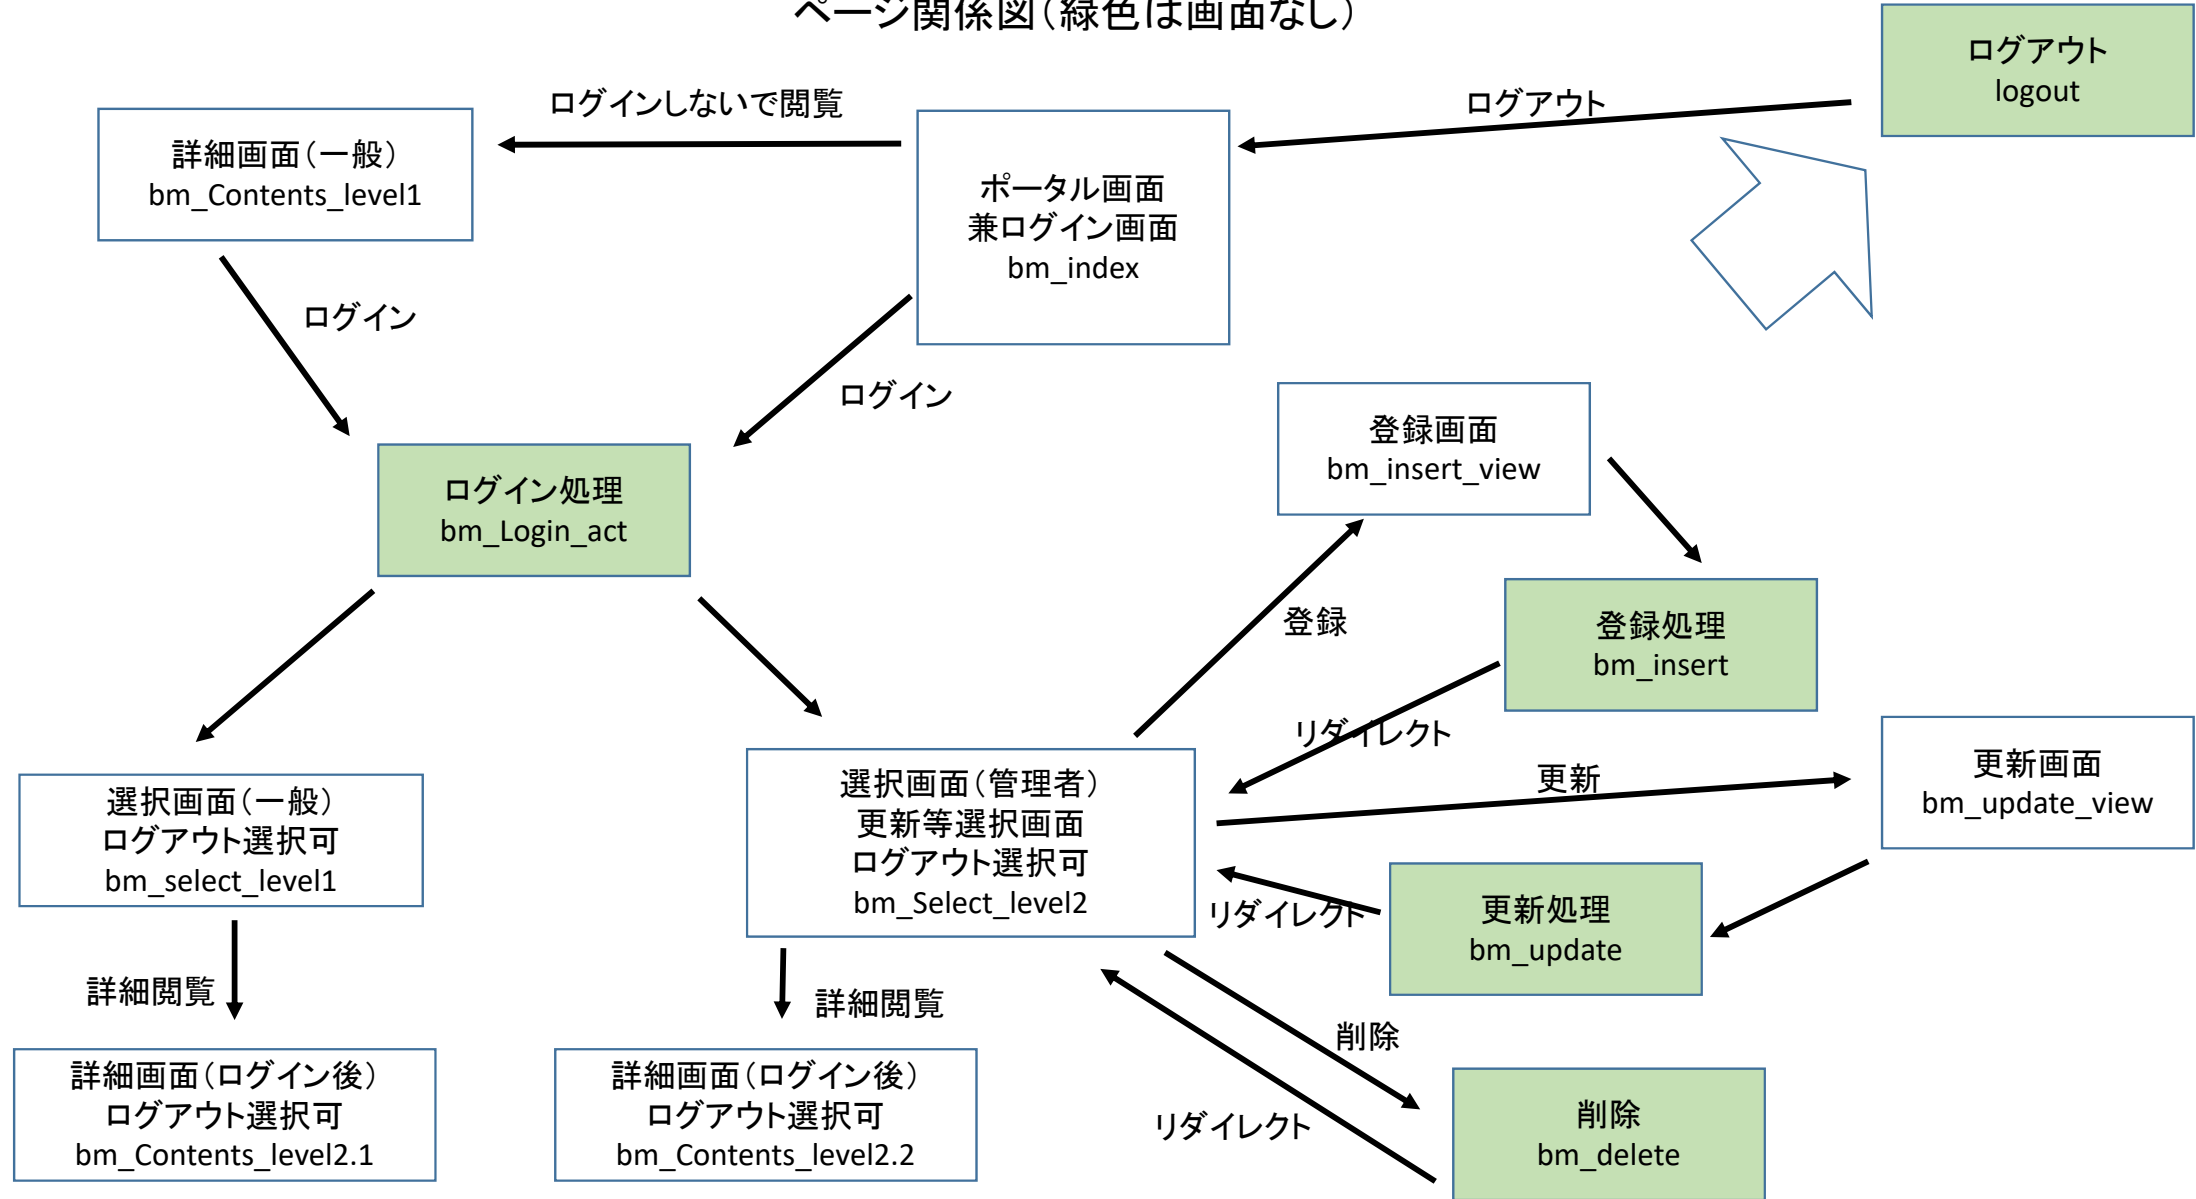 ページ関係図（緑色は画面なし）
ログアウト
logout
ログインしないで閲覧
ログアウト
詳細画面（一般）
bm_Contents_level1
ポータル画面
兼ログイン画面
bm_index
ログイン
ログイン
登録画面
bm_insert_view
ログイン処理
bm_Login_act
登録
登録処理
bm_insert
リダイレクト
更新
更新画面
bm_update_view
選択画面（一般）
ログアウト選択可
bm_select_level1
選択画面（管理者）
更新等選択画面
ログアウト選択可
bm_Select_level2
リダイレクト
更新処理
bm_update
詳細閲覧
詳細閲覧
削除
詳細画面（ログイン後）
ログアウト選択可
bm_Contents_level2.1
詳細画面（ログイン後）
ログアウト選択可
bm_Contents_level2.2
リダイレクト
削除
bm_delete